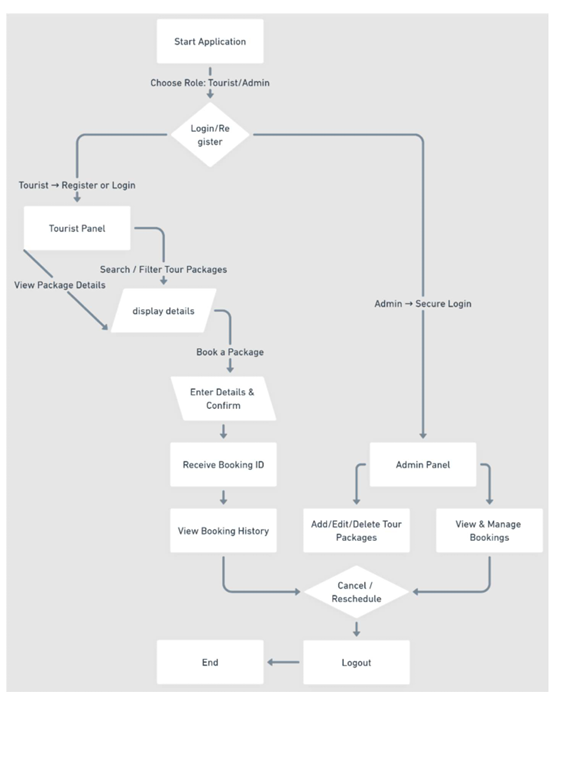 Start Application
Choose Role: Tourist/Admin
Login/Re
gister
Tourist → Register or Login
Tourist Panel
Search / Filter Tour Packages
View Package Details
display details
Admin → Secure Login
Book a Package
Enter Details &
Confirm
Receive Booking ID
Admin Panel
View Booking History
Add/Edit/Delete Tour
Packages
View & Manage
Bookings
Cancel /
Reschedule
End
Logout